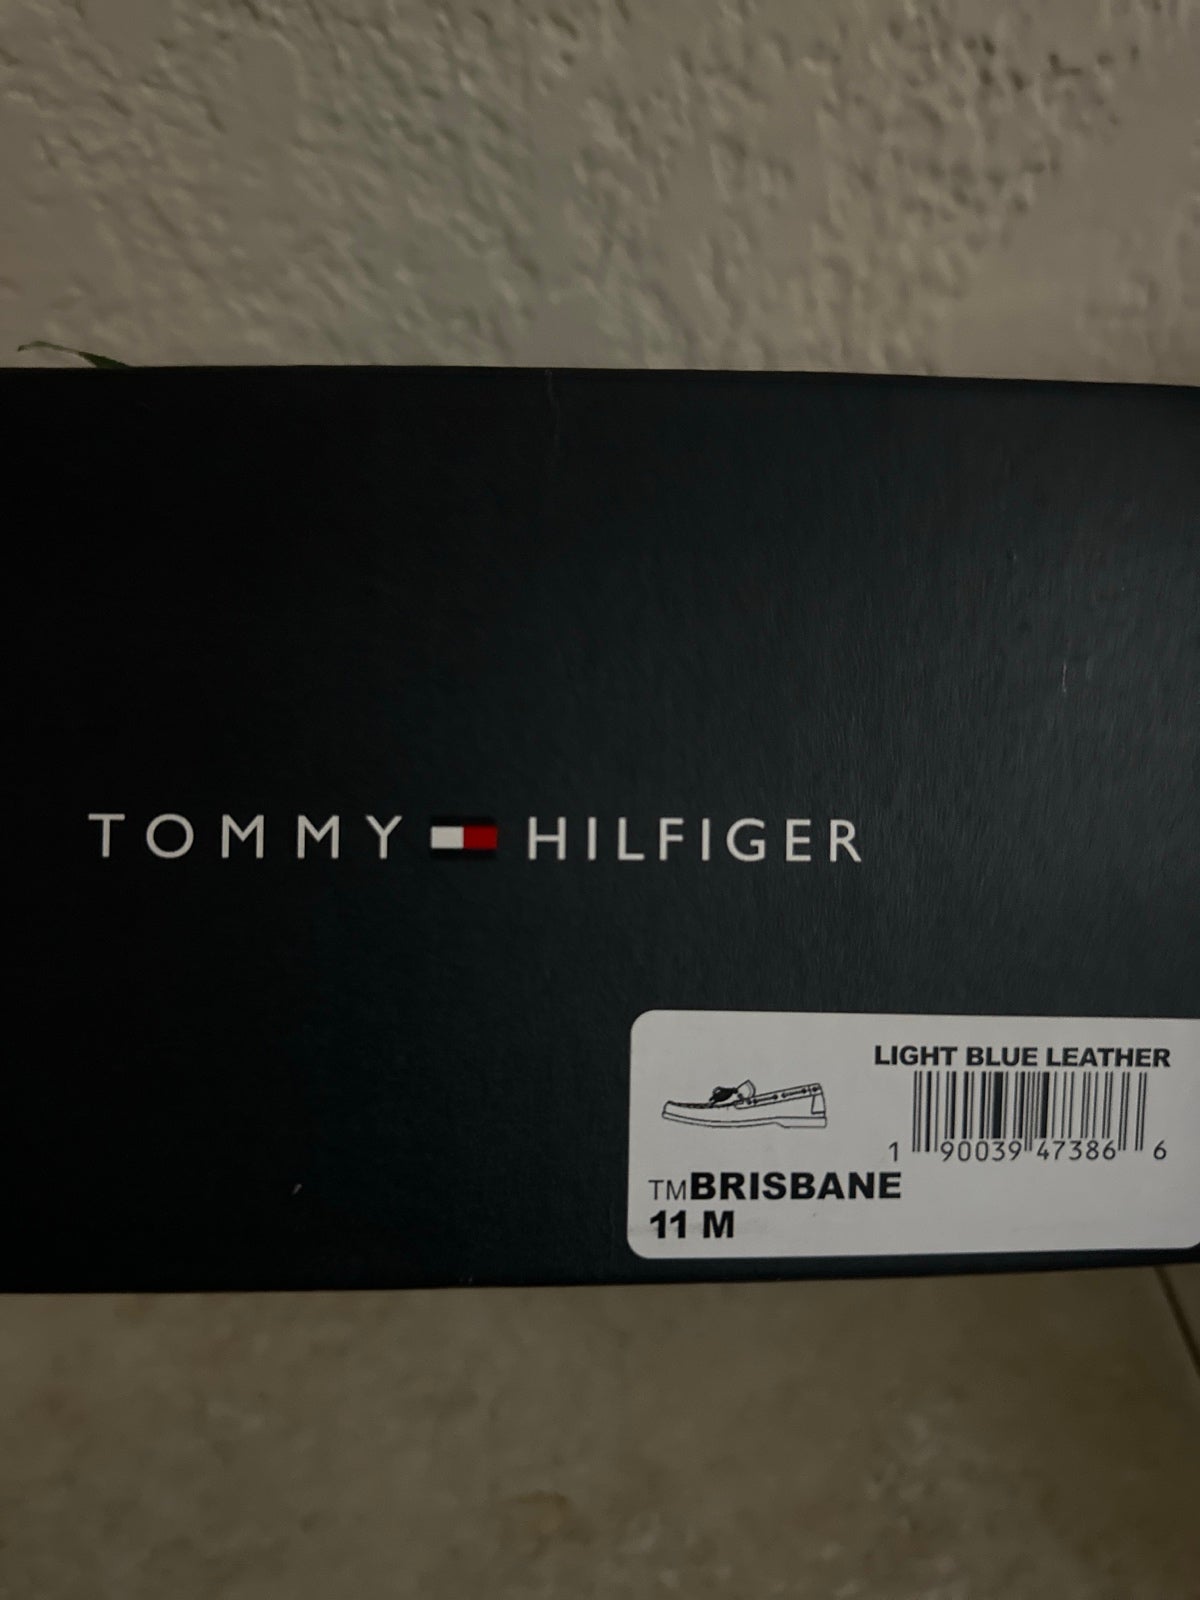 TOMMY HILFIGER
LIGHT BLUE LEATHER
1 90039 47386 6
TMBRISBANE
11 M